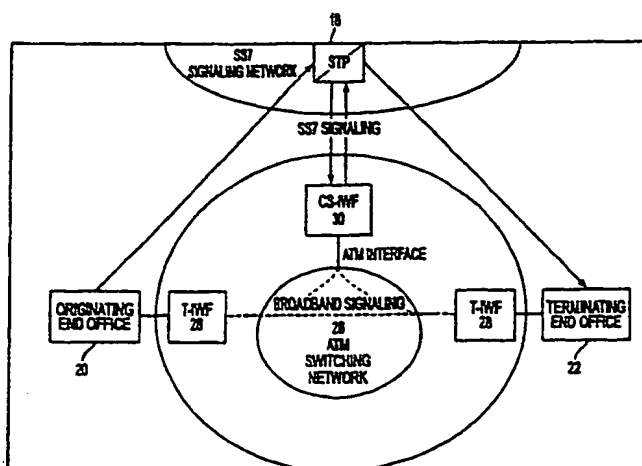 18
SS7
SIGNALING NETWORK
STP
SS7 SIGNALING
CS-IWF
30
ATM INTERFACE
ORIGINATING
END OFFICE
20
T-IWF
28
BROADBAND SIGNALING
26
ATM
SWITCHING
NETWORK
T-IWF
28
TERMINATING
END OFFICE
22